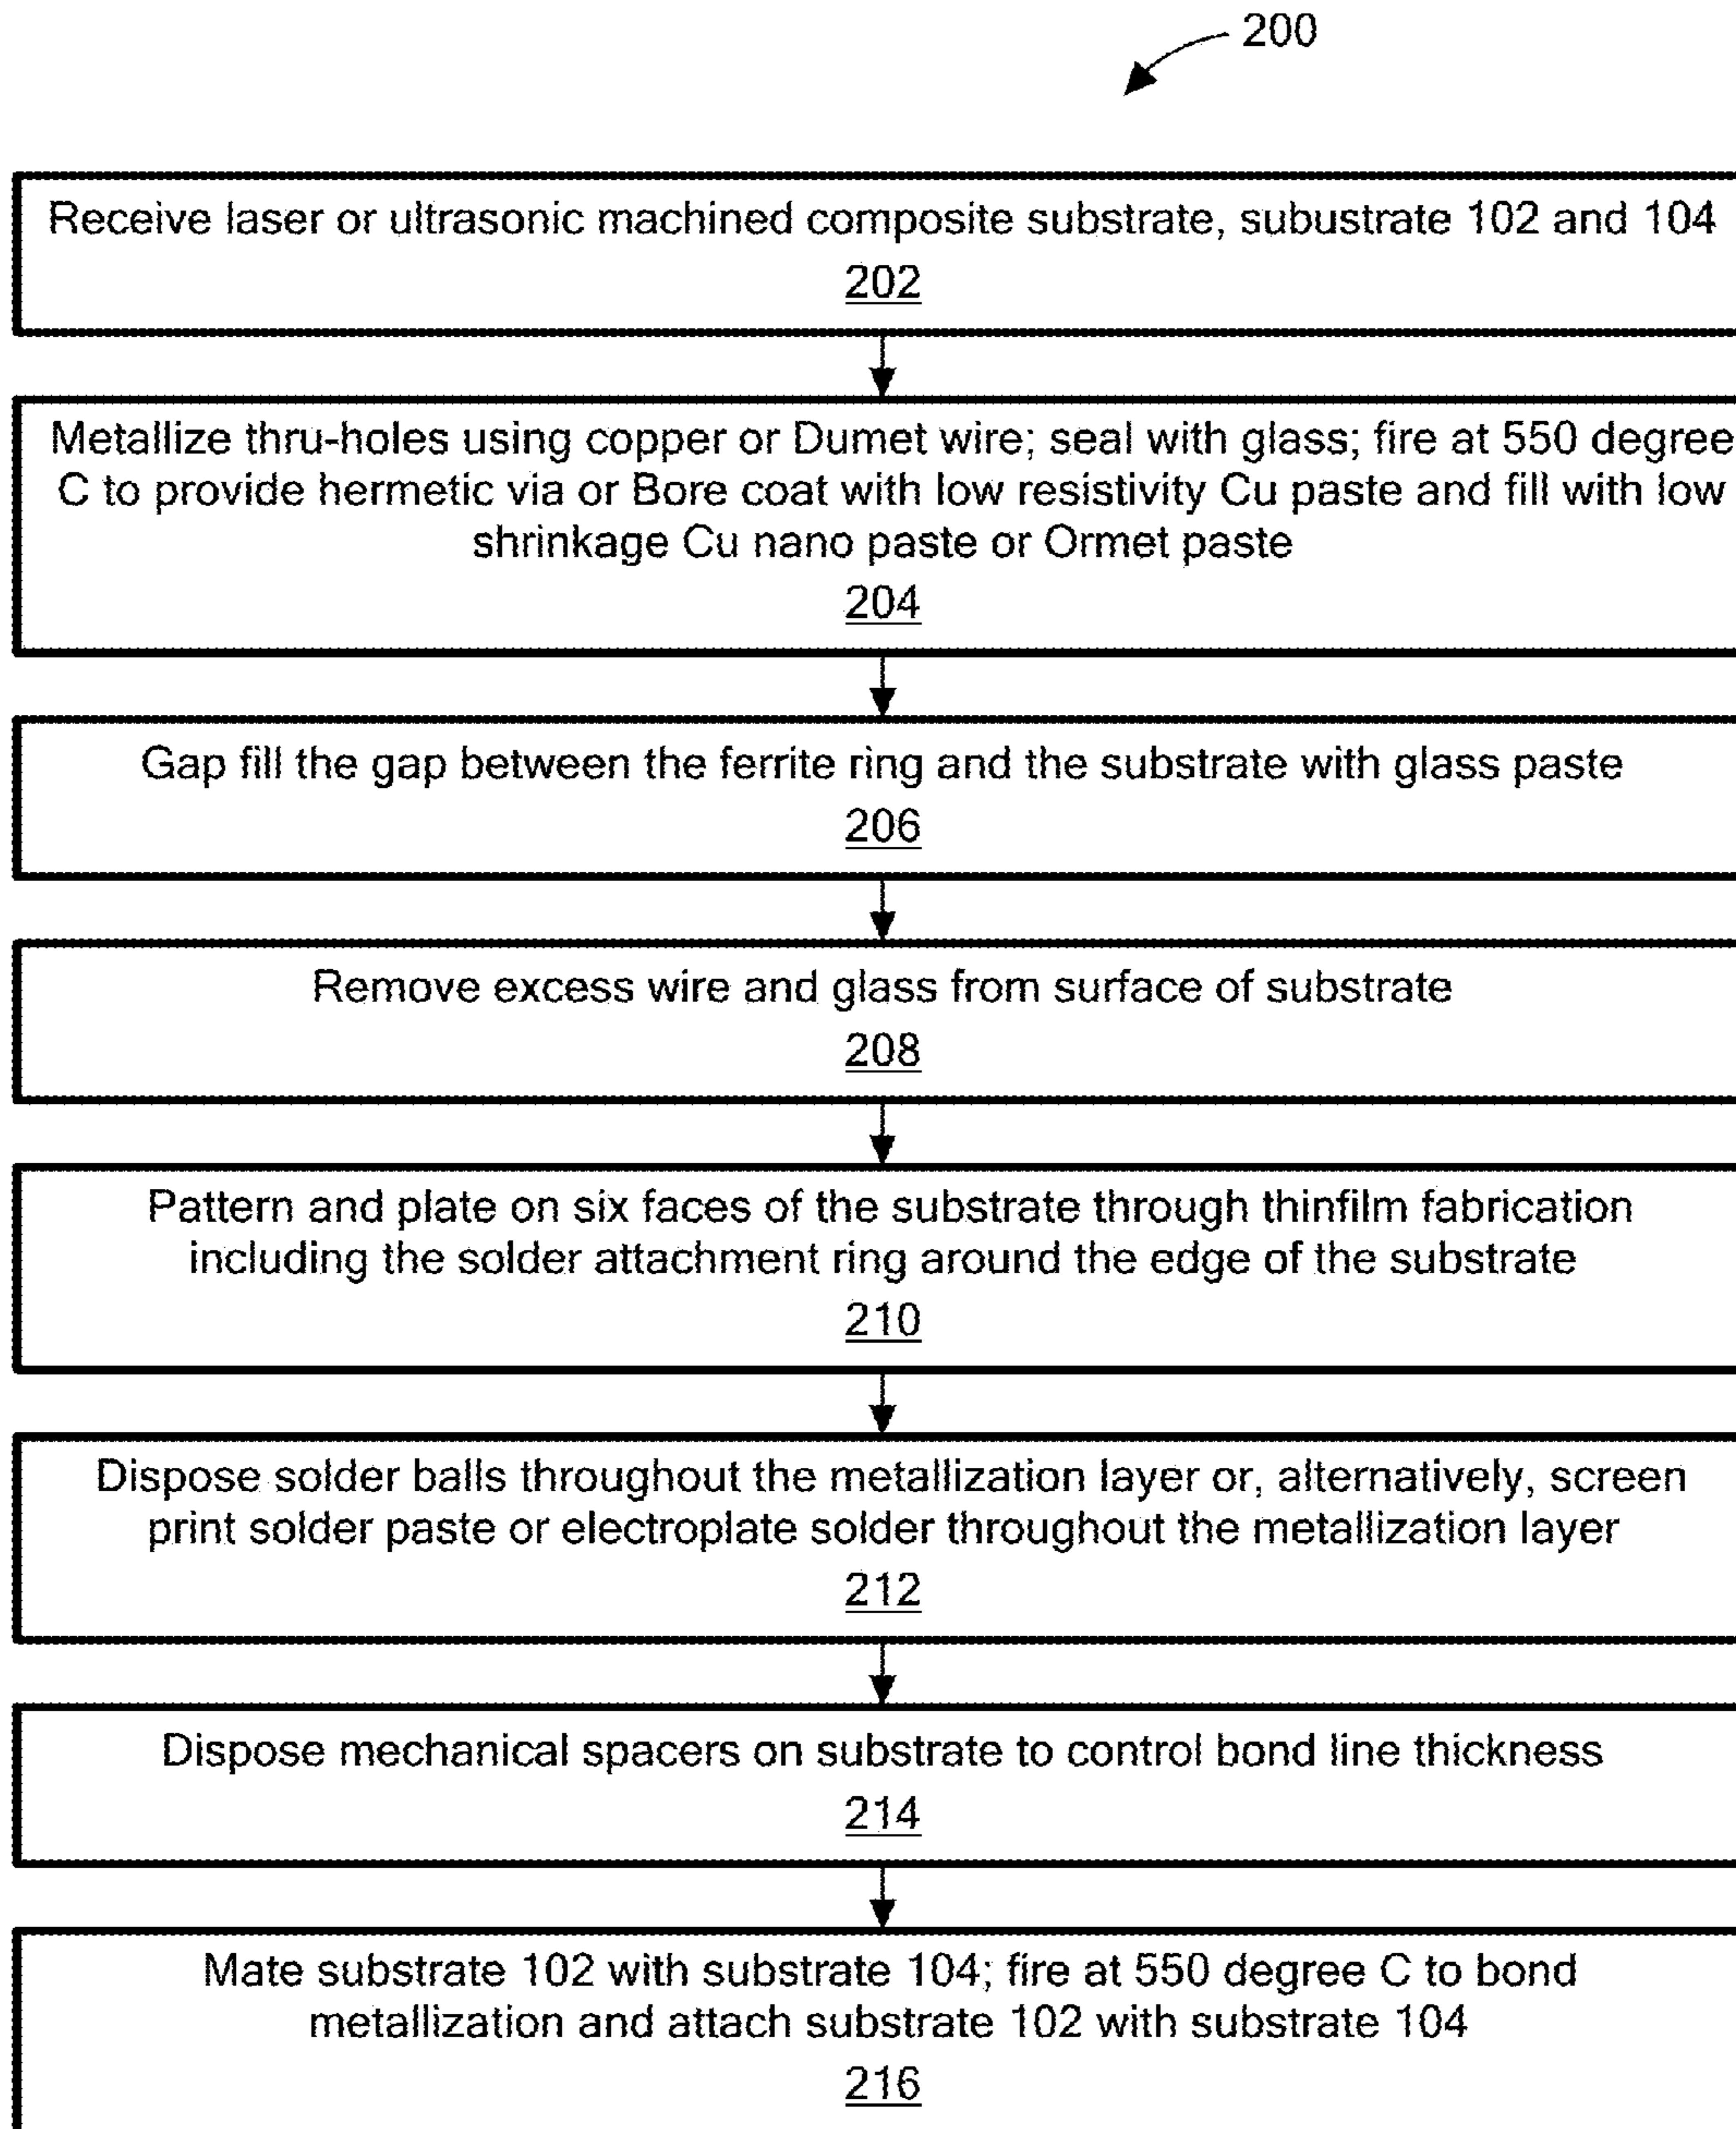 200
Receive laser or ultrasonic machined composite substrate, subustrate 102 and 104
202
Metallize thru-holes using copper or Dumet wire; seal with glass; fire at 550 degree
C to provide hermetic via or Bore coat with low resistivity Cu paste and fill with low
shrinkage Cu nano paste or Ormet paste
204
Gap fill the gap between the ferrite ring and the substrate with glass paste
206
Remove excess wire and glass from surface of substrate
208
Pattern and plate on six faces of the substrate through thinfilm fabrication
including the solder attachment ring around the edge of the substrate
210
Dispose solder balls throughout the metallization layer or, alternatively, screen
print solder paste or electroplate solder throughout the metallization layer
212
Dispose mechanical spacers on substrate to control bond line thickness
214
Mate substrate 102 with substrate 104; fire at 550 degree C to bond
metallization and attach substrate 102 with substrate 104
216